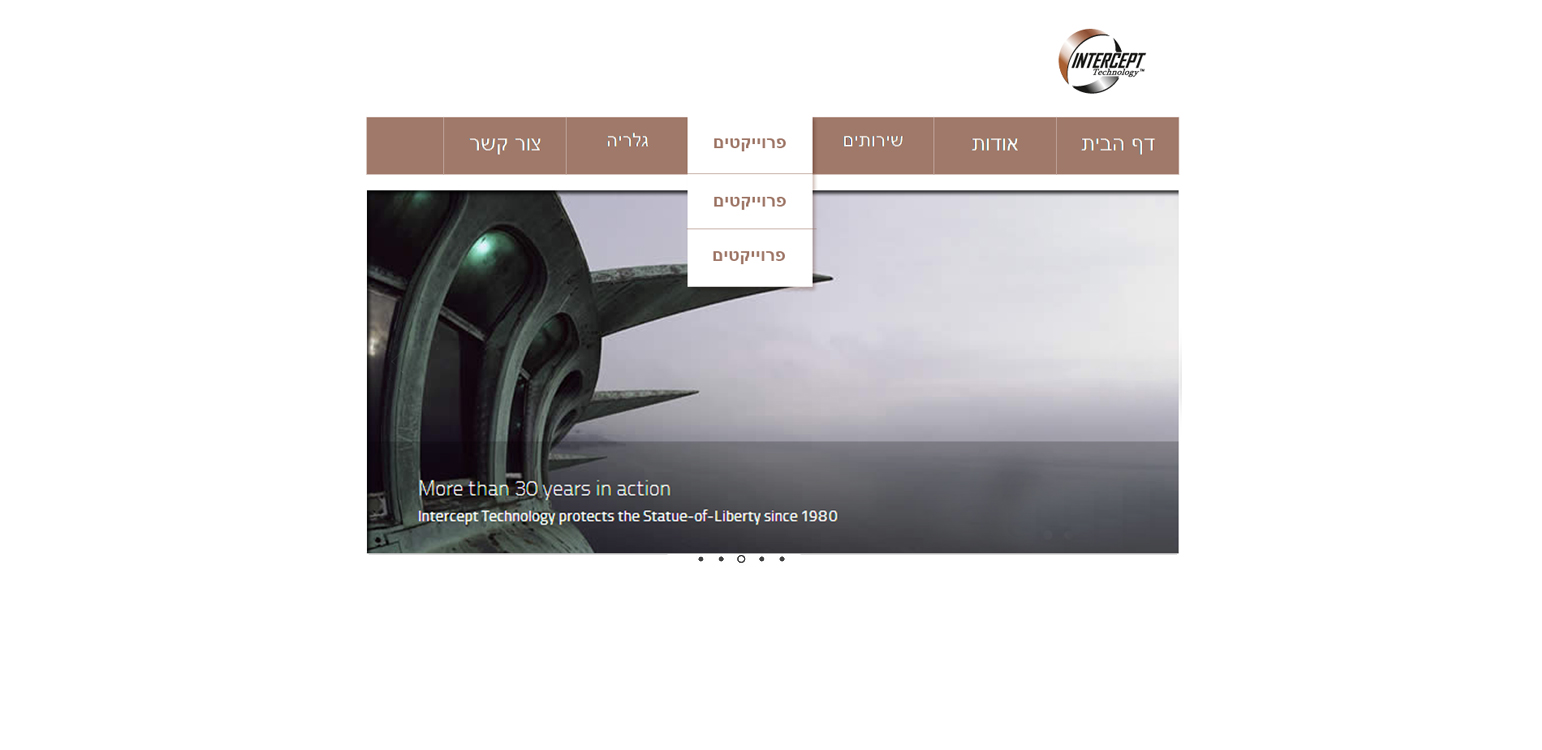 INTERCEPT
Technology™
דף הבית
אודות
שירותים
פרוייקטים
גלריה
צור קשר
פרוייקטים
פרוייקטים
More than 30 years in action
Intercept Technology protects the Statue-of-Liberty since 1980